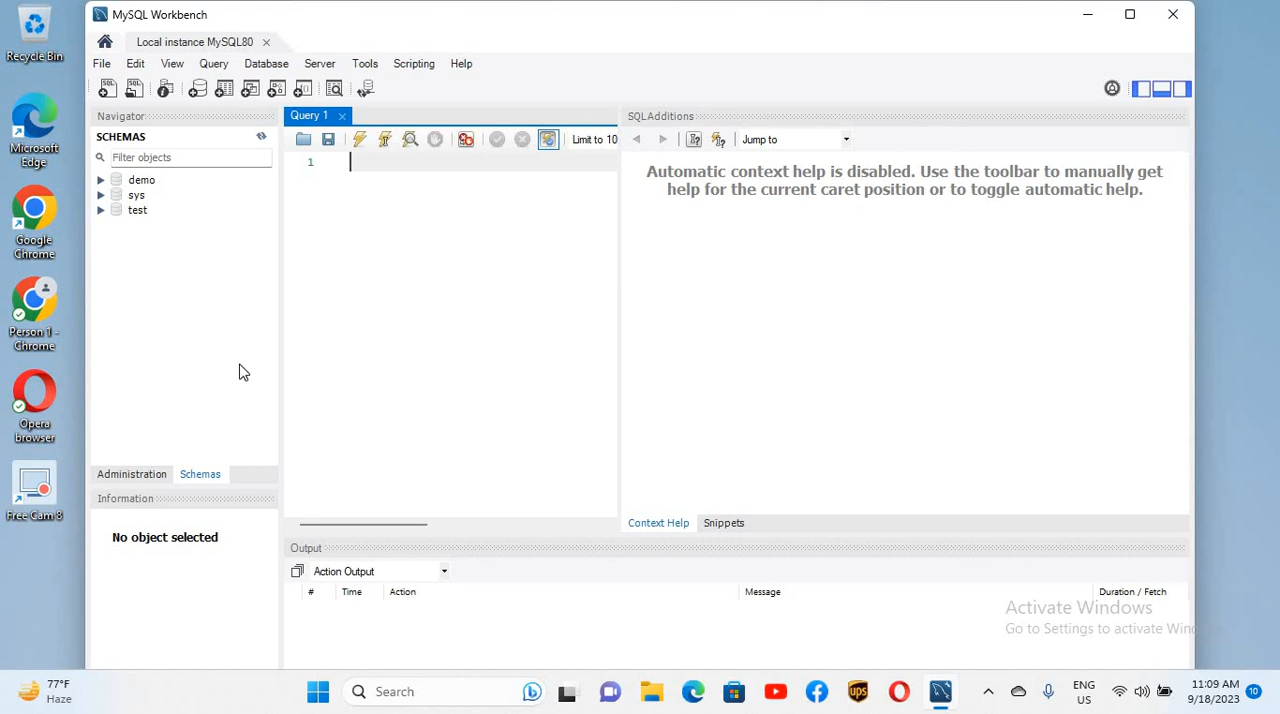 Recycle Bin
Microsoft
Edge
Google
Chrome
Person 1 -
Chrome
Opera
browser
Free Cam 8
MySQL Workbench
Local instance MySQL80
File Edit View Query Database Server Tools Scripting Help
Navigator
SCHEMAS
Filter objects
demo
sys
test
Administration Schemas
Information
No object selected
Query 1
Limit to 10
1
SQLAdditions
Jump to
Automatic context help is disabled. Use the toolbar to manually get
help for the current caret position or to toggle automatic help.
Context Help Snippets
Output
Action Output
# Time Action Message Duration / Fetch
Activate Windows
Go to Settings to activate Win
77°F
Haze
Search
ups
ENG
US
11:09 AM
9/18/2023
10